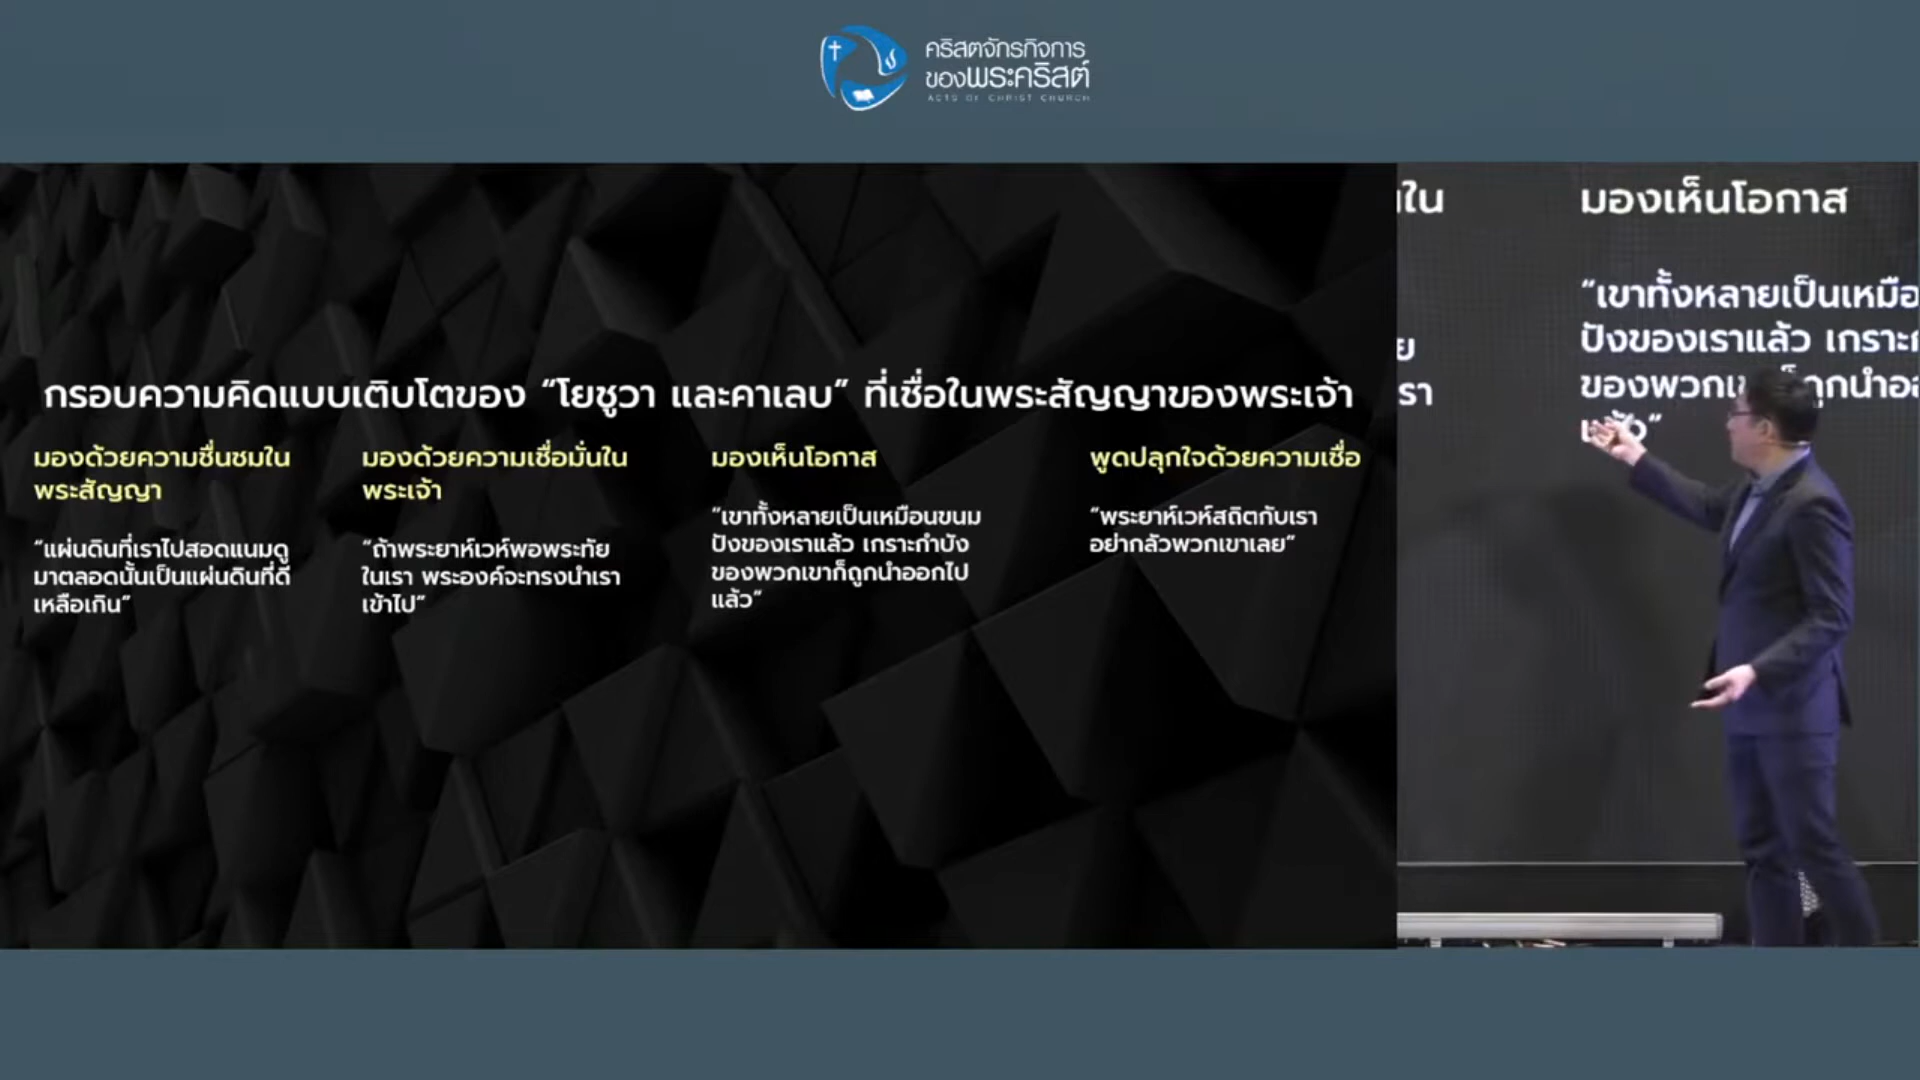 คริสตจักรกิจการ
ของพระคริสต์
ACTS OF CHRIST CHURCH
กรอบความคิดแบบเติบโตของ “โยชูวา และคาเลบ” ที่เชื่อในพระสัญญาของพระเจ้า
มองด้วยความชื่นชมใน
พระสัญญา
“แผ่นดินที่เราไปสอดแนมดู
มาตลอดนั้นเป็นแผ่นดินที่ดี
เหลือเกิน”
มองด้วยความเชื่อมั่นใน
พระเจ้า
“ถ้าพระยาห์เวห์พอพระทัย
ในเรา พระองค์จะทรงนำเรา
เข้าไป”
มองเห็นโอกาส
“เขาทั้งหลายเป็นเหมือนขนม
ปังของเราแล้ว เกราะกำบัง
ของพวกเขาก็ถูกนำออกไป
แล้ว”
พูดปลุกใจด้วยความเชื่อ
“พระยาห์เวห์สถิตกับเรา
อย่ากลัวพวกเขาเลย”
ใน
ย
รา
มองเห็นโอกาส
“เขาทั้งหลายเป็นเหมือ
ปังของเราแล้ว เกราะ
ของพวกเ ถูกนำออ